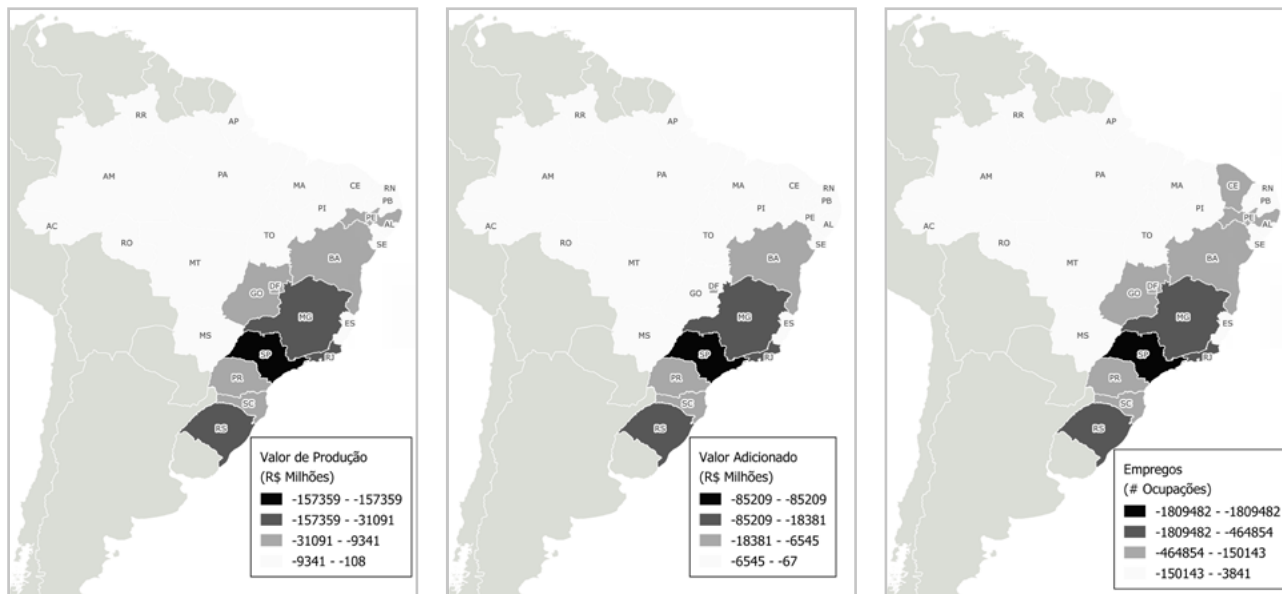 RR
AP
AM
PA
MA
CE
RN
PB
PI
PE
AL
AC
TO
SE
RO
BA
MT
DF
GO
MG
ES
MS
SP
RJ
PR
SC
RS
Valor de Produção
(R$ Milhões)
-157359 - -157359
-157359 - -31091
-31091 - -9341
-9341 - -108
RR
AP
AM
PA
MA
CE
RN
PB
PI
PE
AL
AC
TO
SE
RO
BA
MT
DF
GO
MG
ES
MS
SP
RJ
PR
SC
RS
Valor Adicionado
(R$ Milhões)
-85209 - -85209
-85209 - -18381
-18381 - -6545
-6545 - -67
RR
AP
AM
PA
MA
CE
RN
PB
PI
PE
AL
AC
TO
SE
RO
BA
MT
DF
GO
MG
ES
MS
SP
RJ
PR
SC
RS
Empregos
(# Ocupações)
-1809482 - -1809482
-1809482 - -464854
-464854 - -150143
-150143 - -3841